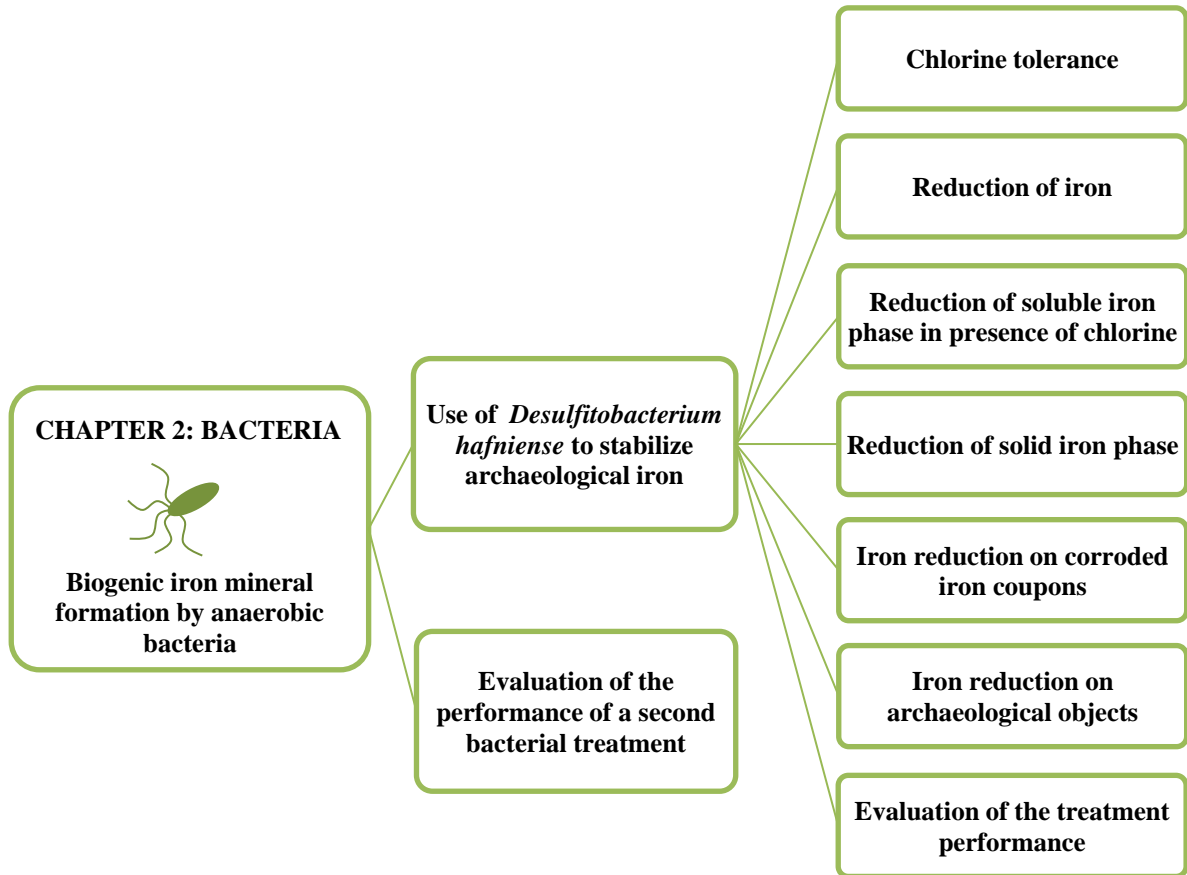 CHAPTER 2: BACTERIA
Biogenic iron mineral
formation by anaerobic
bacteria
Use of Desulfitobacterium
hafniense to stabilize
archaeological iron
Evaluation of the
performance of a second
bacterial treatment
Chlorine tolerance
Reduction of iron
Reduction of soluble iron
phase in presence of chlorine
Reduction of solid iron phase
Iron reduction on corroded
iron coupons
Iron reduction on
archaeological objects
Evaluation of the treatment
performance